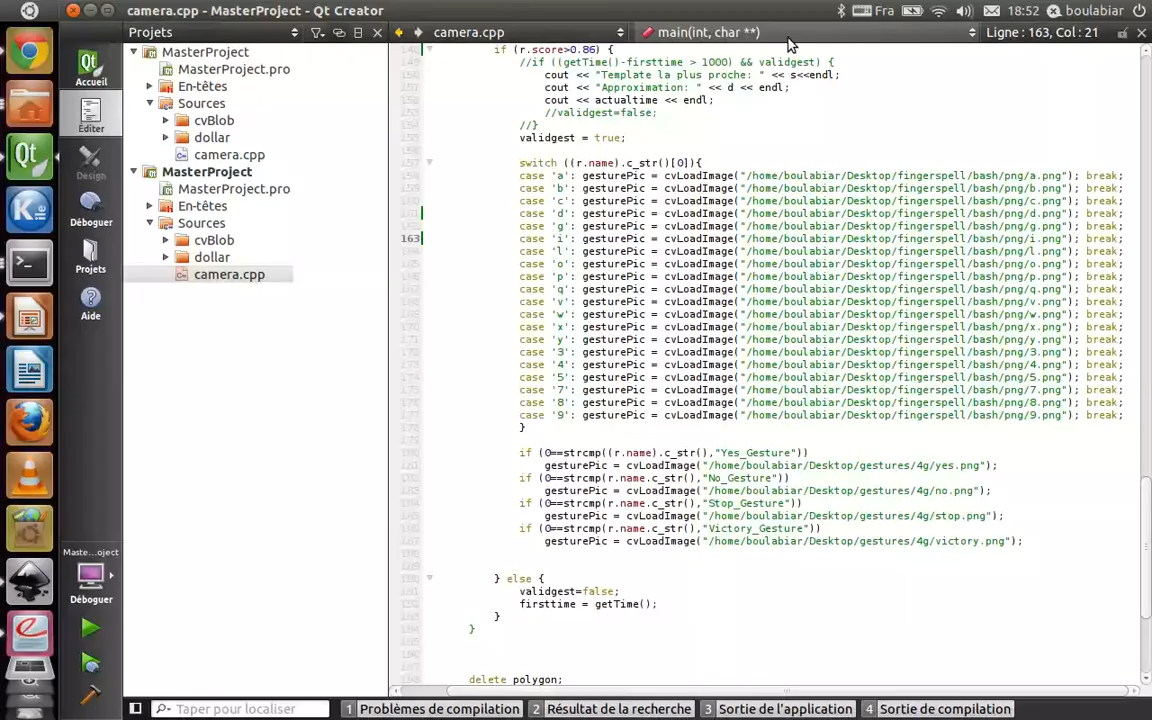 camera.cpp - MasterProject - Qt Creator
Fra
18:52
boulabiar
Projets
camera.cpp
main(int, char **)
Ligne: 163, Col: 21
Accueil
Éditer
Design
Déboguer
Projets
Aide
MasterProject
MasterProject.pro
En-têtes
Sources
cvBlob
dollar
camera.cpp
MasterProject
MasterProject.pro
En-têtes
Sources
cvBlob
dollar
camera.cpp
if (r.score>0.86) {
//if ((getTime()-firsttime > 1000) && validgest) {
cout << "Template la plus proche: " << s<<endl;
cout << "Approximation: " << d << endl;
cout << actualtime << endl;
//validgest=false;
//}
validgest = true;
switch ((r.name).c_str()[0]){
case 'a': gesturePic = cvLoadImage("/home/boulabiar/Desktop/fingerspell/bash/png/a.png"); break;
case 'b': gesturePic = cvLoadImage("/home/boulabiar/Desktop/fingerspell/bash/png/b.png"); break;
case 'c': gesturePic = cvLoadImage("/home/boulabiar/Desktop/fingerspell/bash/png/c.png"); break;
case 'd': gesturePic = cvLoadImage("/home/boulabiar/Desktop/fingerspell/bash/png/d.png"); break;
case 'g': gesturePic = cvLoadImage("/home/boulabiar/Desktop/fingerspell/bash/png/g.png"); break;
163 case 'i': gesturePic = cvLoadImage("/home/boulabiar/Desktop/fingerspell/bash/png/i.png"); break;
case 'l': gesturePic = cvLoadImage("/home/boulabiar/Desktop/fingerspell/bash/png/l.png"); break;
case 'o': gesturePic = cvLoadImage("/home/boulabiar/Desktop/fingerspell/bash/png/o.png"); break;
case 'p': gesturePic = cvLoadImage("/home/boulabiar/Desktop/fingerspell/bash/png/p.png"); break;
case 'q': gesturePic = cvLoadImage("/home/boulabiar/Desktop/fingerspell/bash/png/q.png"); break;
case 'v': gesturePic = cvLoadImage("/home/boulabiar/Desktop/fingerspell/bash/png/v.png"); break;
case 'w': gesturePic = cvLoadImage("/home/boulabiar/Desktop/fingerspell/bash/png/w.png"); break;
case 'x': gesturePic = cvLoadImage("/home/boulabiar/Desktop/fingerspell/bash/png/x.png"); break;
case 'y': gesturePic = cvLoadImage("/home/boulabiar/Desktop/fingerspell/bash/png/y.png"); break;
case '3': gesturePic = cvLoadImage("/home/boulabiar/Desktop/fingerspell/bash/png/3.png"); break;
case '4': gesturePic = cvLoadImage("/home/boulabiar/Desktop/fingerspell/bash/png/4.png"); break;
case '5': gesturePic = cvLoadImage("/home/boulabiar/Desktop/fingerspell/bash/png/5.png"); break;
case '7': gesturePic = cvLoadImage("/home/boulabiar/Desktop/fingerspell/bash/png/7.png"); break;
case '8': gesturePic = cvLoadImage("/home/boulabiar/Desktop/fingerspell/bash/png/8.png"); break;
case '9': gesturePic = cvLoadImage("/home/boulabiar/Desktop/fingerspell/bash/png/9.png"); break;
}
if (0==strcmp((r.name).c_str(),"Yes_Gesture"))
gesturePic = cvLoadImage("/home/boulabiar/Desktop/gestures/4g/yes.png");
if (0==strcmp(r.name.c_str(),"No_Gesture"))
gesturePic = cvLoadImage("/home/boulabiar/Desktop/gestures/4g/no.png");
if (0==strcmp(r.name.c_str(),"Stop_Gesture"))
gesturePic = cvLoadImage("/home/boulabiar/Desktop/gestures/4g/stop.png");
if (0==strcmp(r.name.c_str(),"Victory_Gesture"))
gesturePic = cvLoadImage("/home/boulabiar/Desktop/gestures/4g/victory.png");
} else {
validgest=false;
firsttime = getTime();
}
}
delete polygon;
Maste...oject
Déboguer
Taper pour localiser
1 Problèmes de compilation
2 Résultat de la recherche
3 Sortie de l'application
4 Sortie de compilation